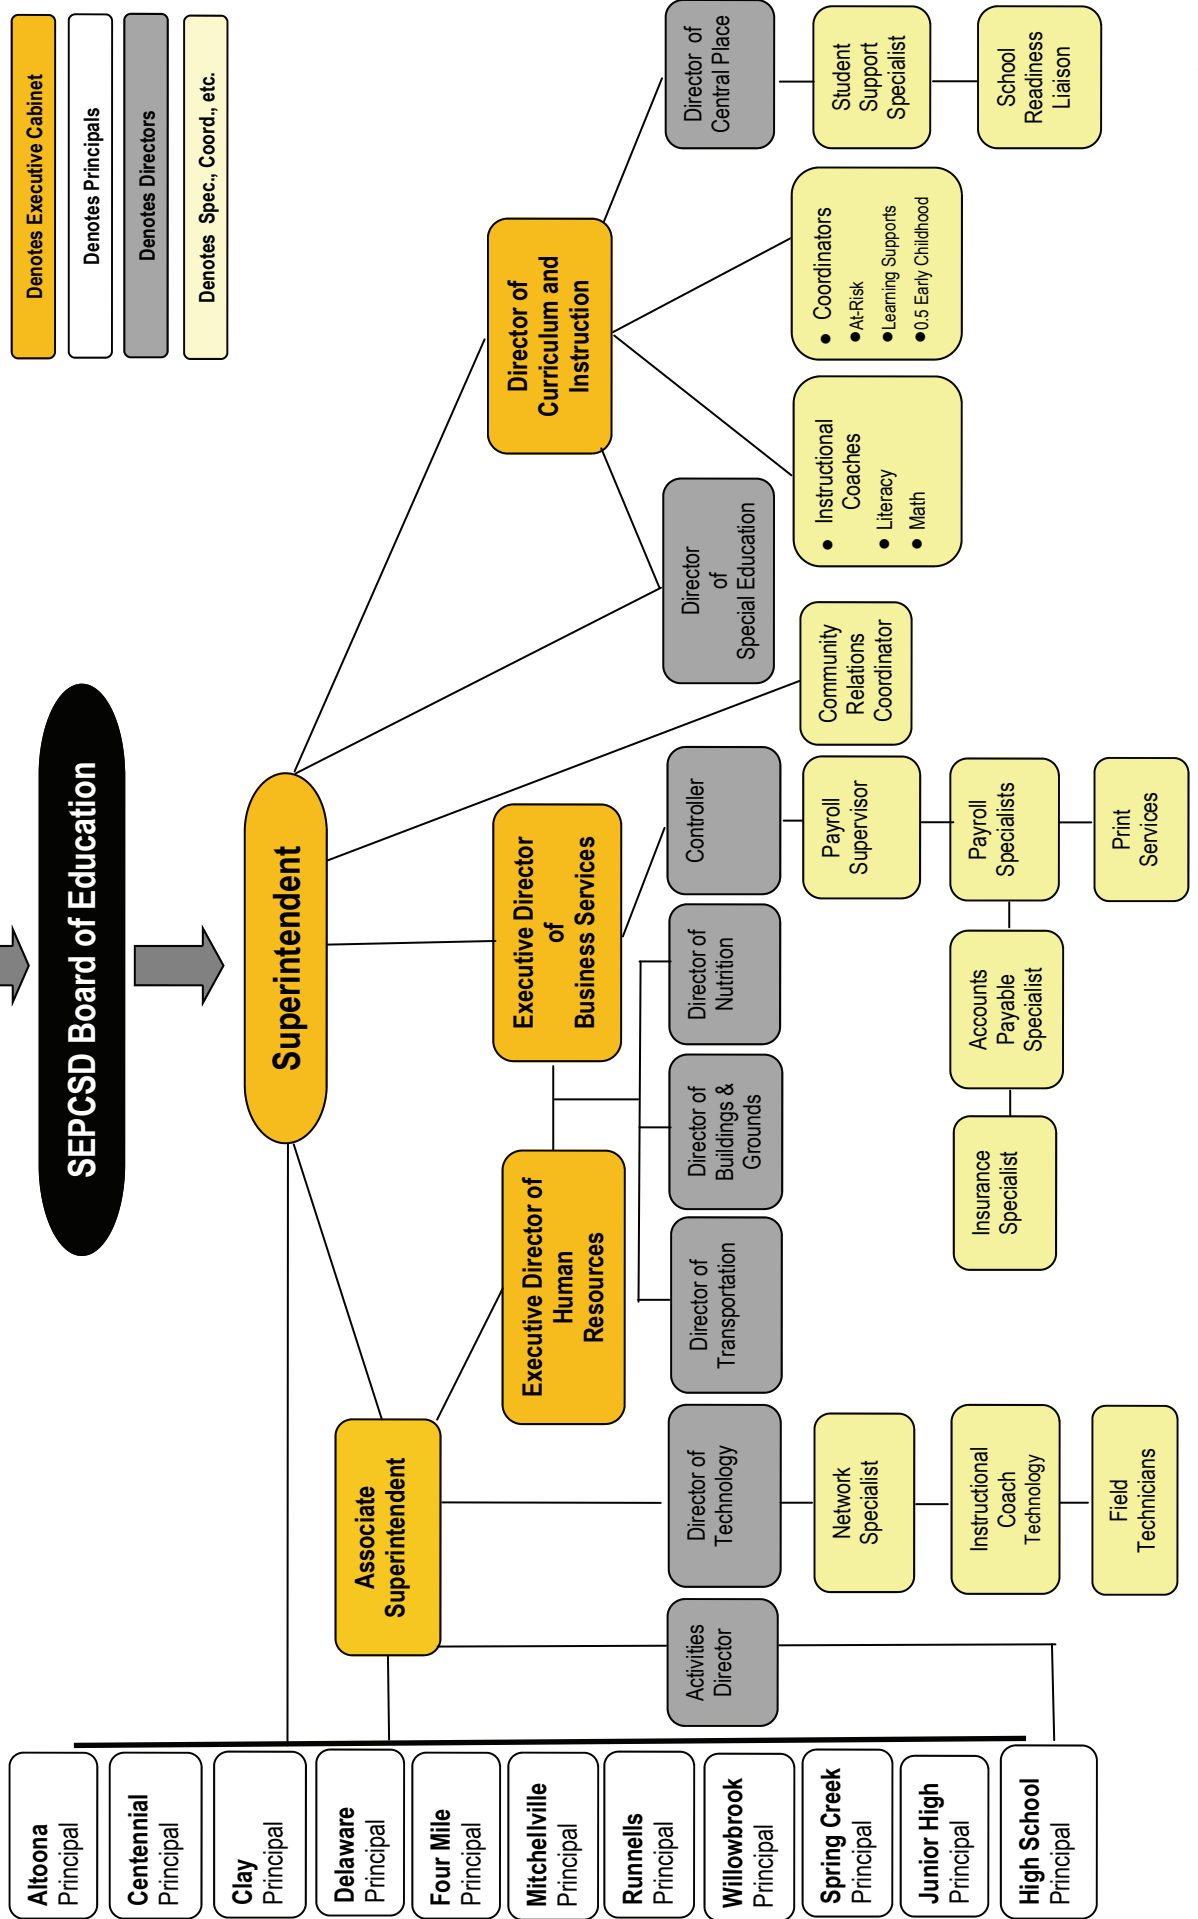 Denotes Executive Cabinet
Denotes Principals
Denotes Directors
Denotes Spec., Coord., etc.
SEPCSD Board of Education
Superintendent
Associate
Superintendent
Executive Director of
Human
Resources
Executive Director
of
Business Services
Director of
Curriculum and
Instruction
Altoona
Principal
Centennial
Principal
Clay
Principal
Delaware
Principal
Four Mile
Principal
Mitchellville
Principal
Runnells
Principal
Willowbrook
Principal
Spring Creek
Principal
Junior High
Principal
High School
Principal
Activities
Director
Director of
Technology
Director of
Transportation
Director of
Buildings &
Grounds
Director of
Nutrition
Controller
Director
of
Special Education
Director of
Central Place
Network
Specialist
Instructional
Coach
Technology
Field
Technicians
Payroll
Supervisor
Payroll
Specialists
Print
Services
Accounts
Payable
Specialist
Insurance
Specialist
Community
Relations
Coordinator
● Instructional
Coaches
● Literacy
● Math
● Coordinators
●At-Risk
●Learning Supports
●0.5 Early Childhood
Student
Support
Specialist
School
Readiness
Liaison